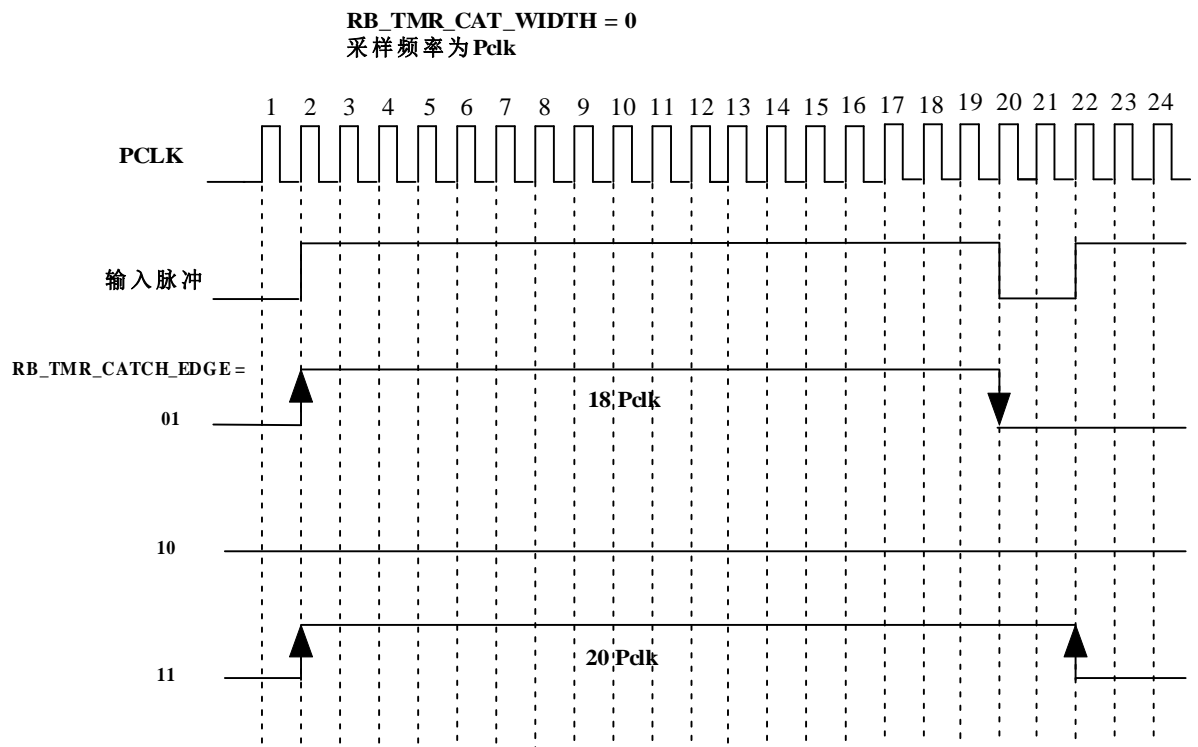 RB_TMR_CAT_WIDTH = 0
采样频率为Pclk
1 2 3 4 5 6 7 8 9 10 11 12 13 14 15 16 17 18 19 20 21 22 23 24
PCLK
输入脉冲
RB_TMR_CATCH_EDGE =
18 Pclk
01
10
20 Pclk
11